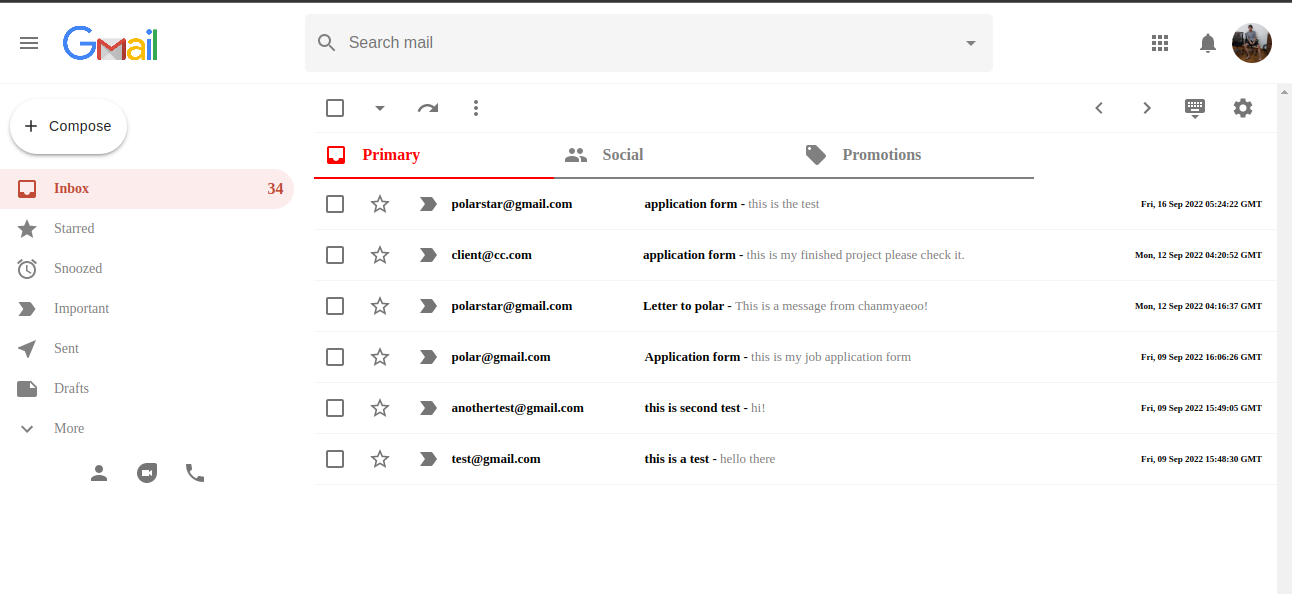 Gmail
Search mail
Compose
Inbox 34
Starred
Snoozed
Important
Sent
Drafts
More
Primary Social Promotions
polarstar@gmail.com application form - this is the test Fri, 16 Sep 2022 05:24:22 GMT
client@cc.com application form - this is my finished project please check it. Mon, 12 Sep 2022 04:20:52 GMT
polarstar@gmail.com Letter to polar - This is a message from chanmyaeoo! Mon, 12 Sep 2022 04:16:37 GMT
polar@gmail.com Application form - this is my job application form Fri, 09 Sep 2022 16:06:26 GMT
anothertest@gmail.com this is second test - hi! Fri, 09 Sep 2022 15:49:05 GMT
test@gmail.com this is a test - hello there Fri, 09 Sep 2022 15:48:30 GMT